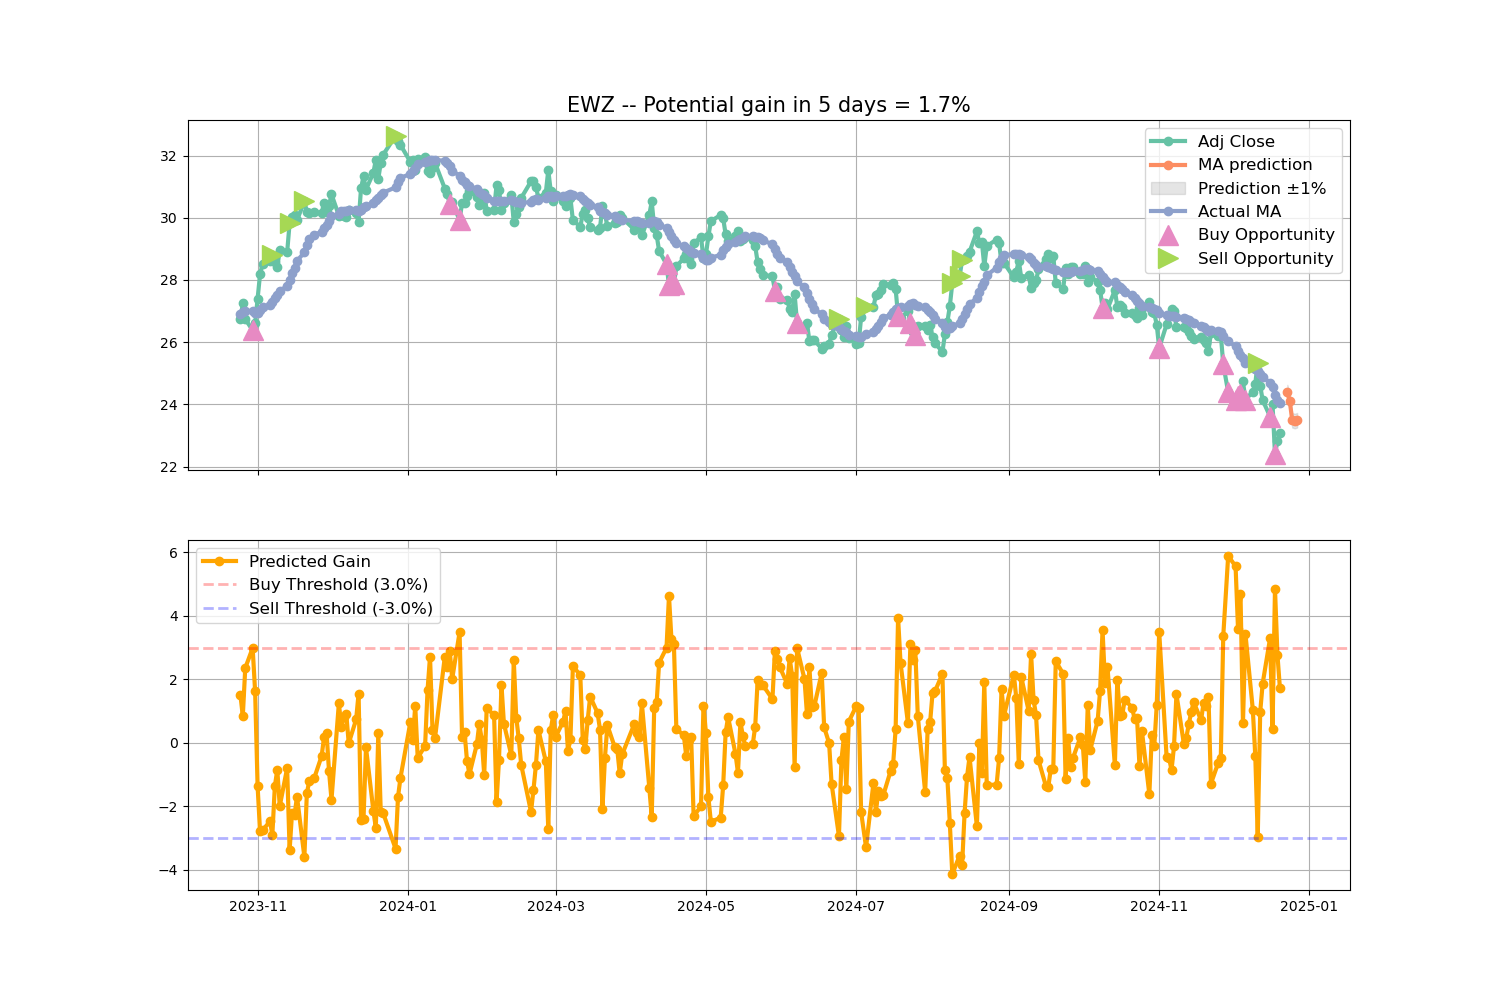 EWZ -- Potential gain in 5 days = 1.7%
32
30
28
26
24
22
Adj Close
MA prediction
Prediction ±1%
Actual MA
Buy Opportunity
Sell Opportunity
6
4
2
0
−2
−4
Predicted Gain
Buy Threshold (3.0%)
Sell Threshold (-3.0%)
2023-11 2024-01 2024-03 2024-05 2024-07 2024-09 2024-11 2025-01